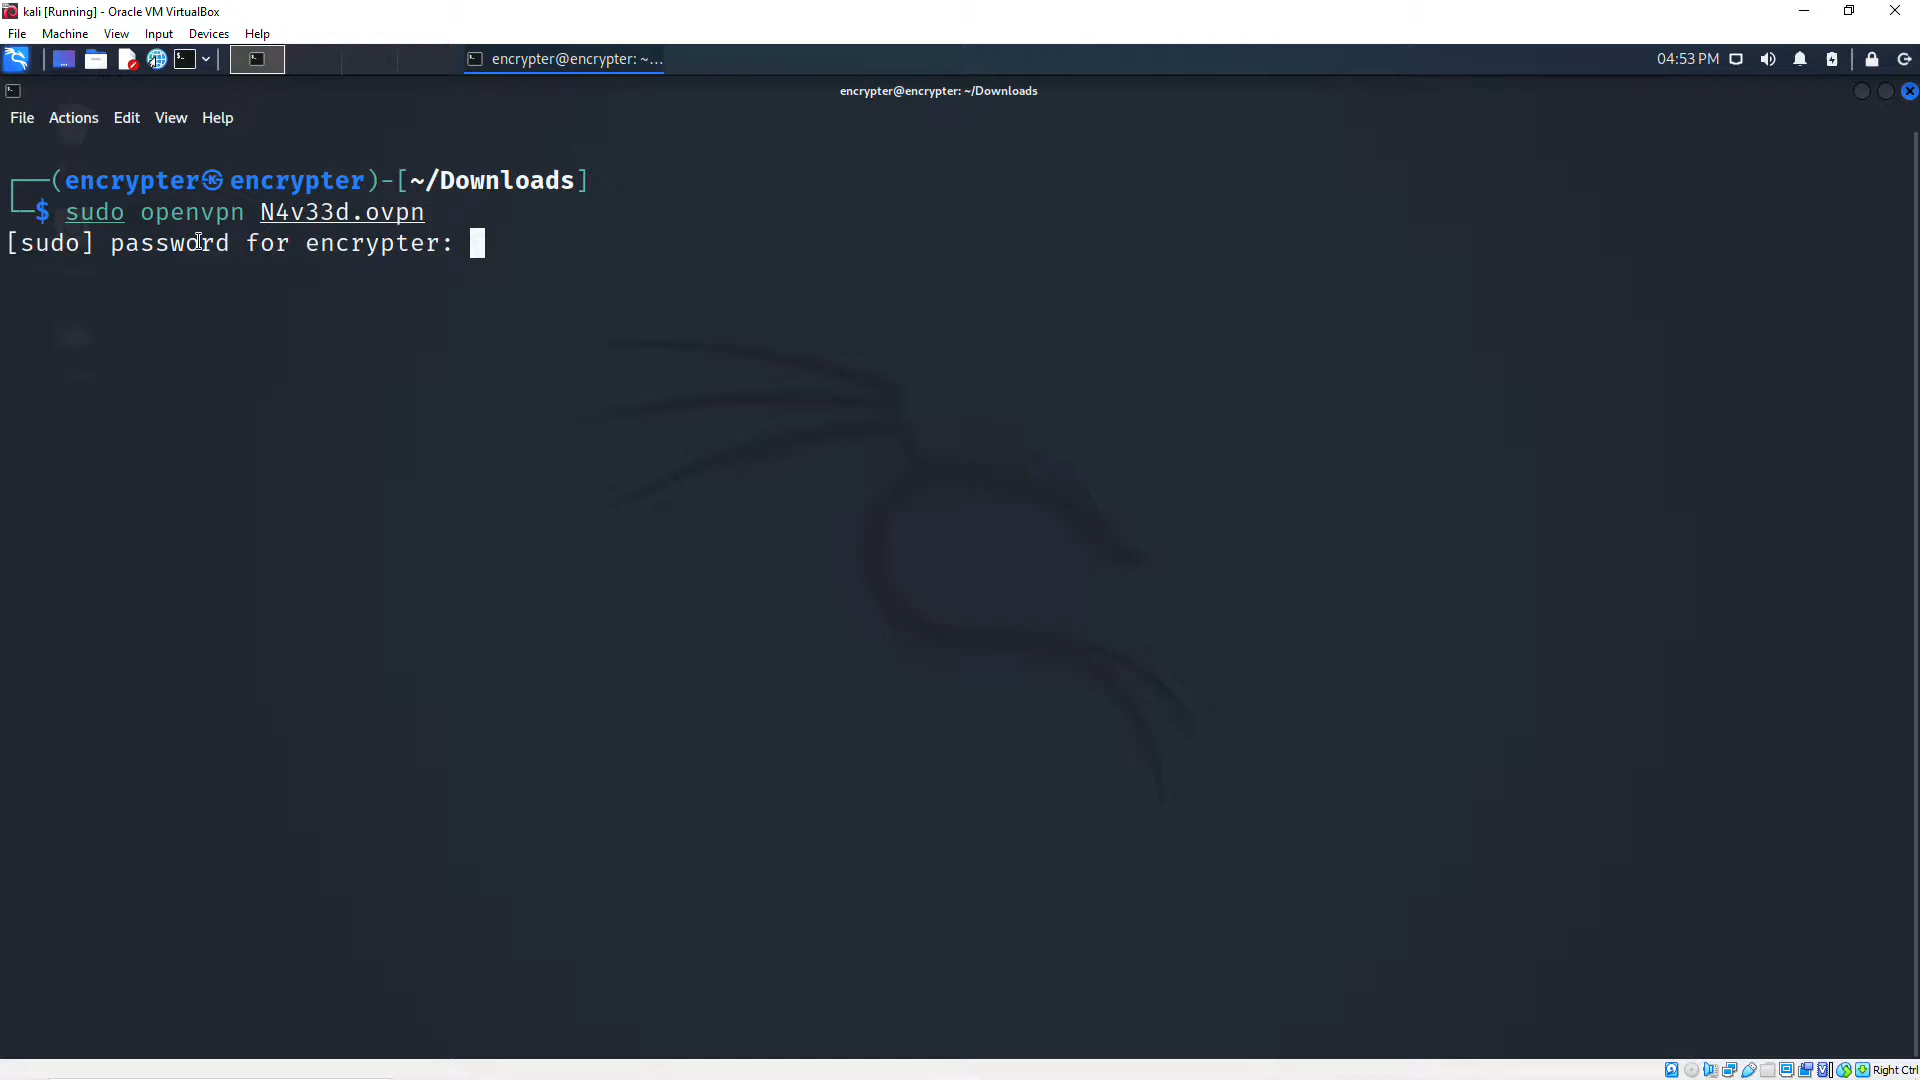 kali [Running] - Oracle VM VirtualBox
File Machine View Input Devices Help
encrypter@encrypter: ~...
04:53 PM
encrypter@encrypter: ~/Downloads
File Actions Edit View Help
┌──(encrypter㉿encrypter)-[~/Downloads]
└─$ sudo openvpn N4v33d.ovpn
[sudo] password for encrypter:
Right Ctrl